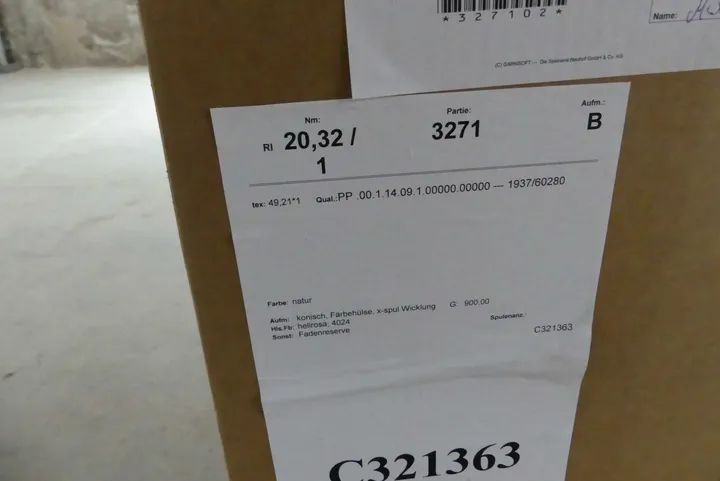 *327102*
Name:
(C) GARNSOFT --- Die Spinnerei Neuhof GmbH & Co. KG
Nm: Partie: Aufm.:
RI 20,32 / 1 3271 B
tex: 49,21*1 Qual.:PP .00.1.14.09.1.00000.00000 --- 1937/60280
Farbe: natur
Aufm: konisch, Färbehülse, x-spul Wicklung G: 900.00
Hls.Fb: hellrosa; 4024 Spulenanz.:
Sonst: Fadenreserve C321363
C321363